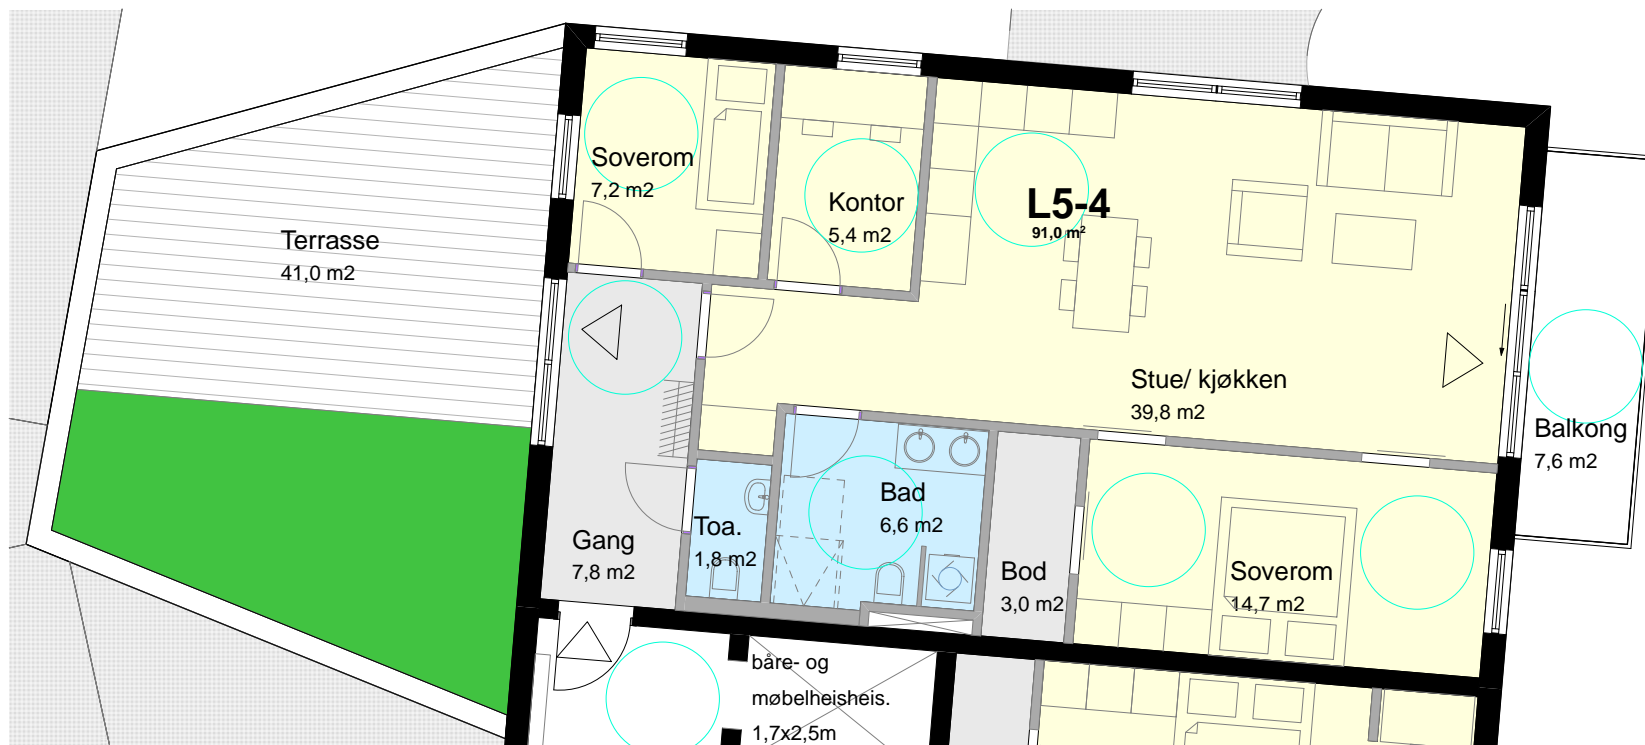 Soverom
7,2 m2
Kontor
5,4 m2
L5-4
91,0 m²
Terrasse
41,0 m2
Stue/ kjøkken
39,8 m2
Balkong
7,6 m2
Bad
6,6 m2
Toa.
1,8 m2
Gang
7,8 m2
Bod
3,0 m2
Soverom
14,7 m2
båre- og
møbelheisheis.
1,7x2,5m